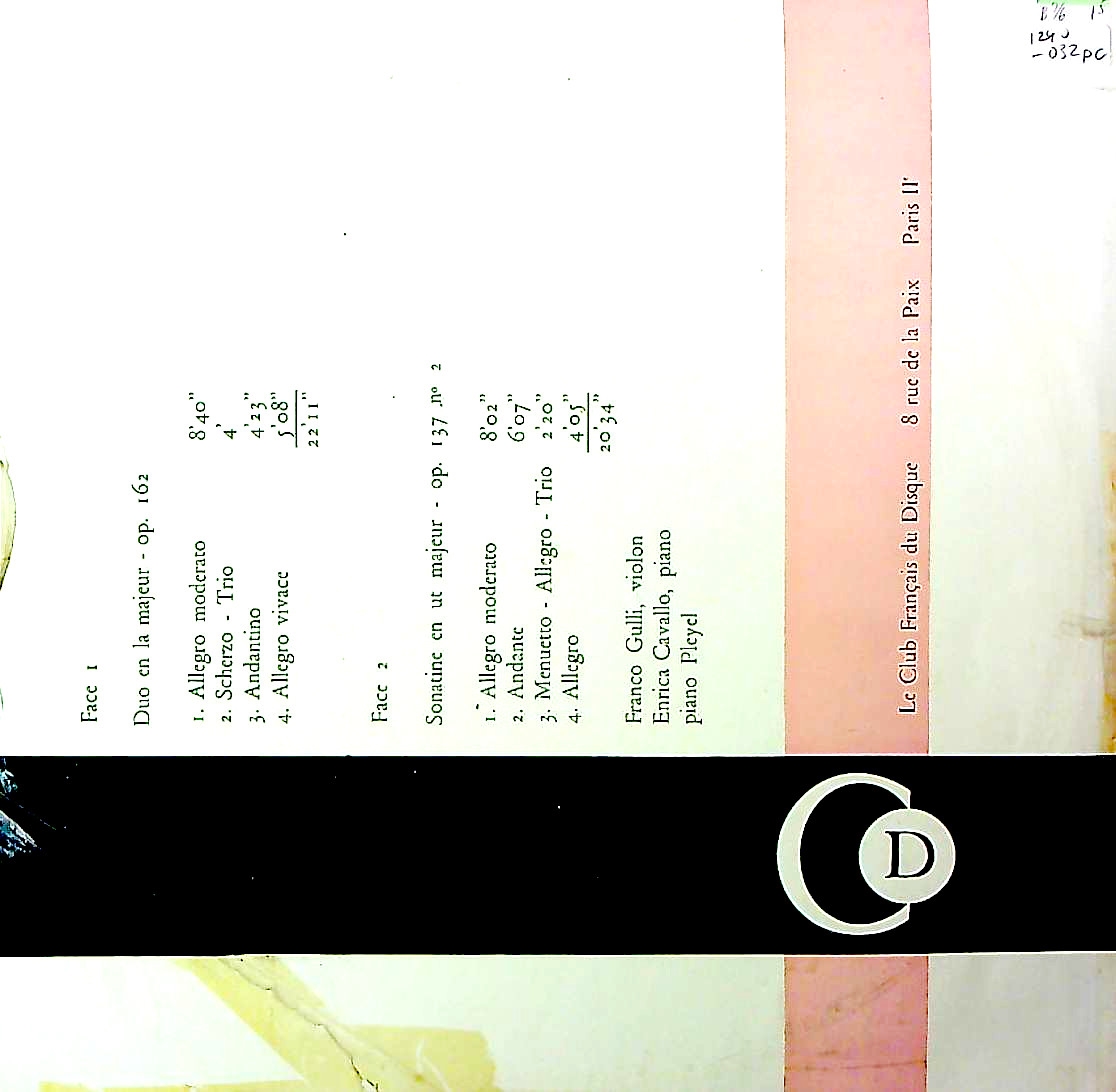 Face 1
Duo en la majeur - op. 162
1. Allegro moderato 8'40"
2. Scherzo - Trio 4'
3. Andantino 4'23"
4. Allegro vivace 5'08"
22'11"
Face 2
Sonatine en ut majeur - op. 137 nº 2
1. Allegro moderato 8'02"
2. Andante 6'07"
3. Menuetto - Allegro - Trio 2'20"
4. Allegro 4'05"
20'34"
Franco Gulli, violon
Enrica Cavallo, piano
piano Pleyel
Le Club Français du Disque 8 rue de la Paix Paris IIe
CD
- 032 PC